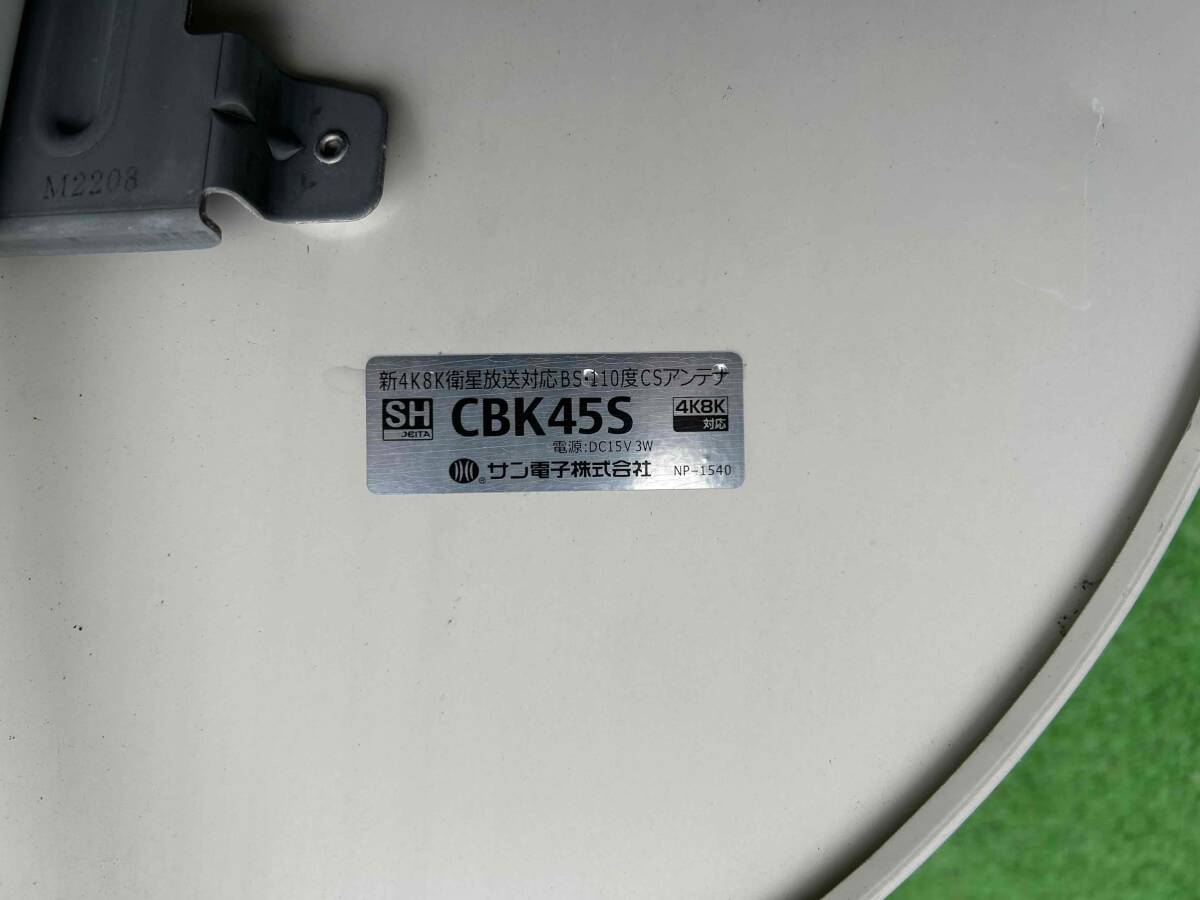 M2208
新4K8K衛星放送対応BS・110度CSアンテナ
SH CBK45S 4K8K
JEITA 対応
電源:DC15V 3W
®サン電子株式会社 NP-1540